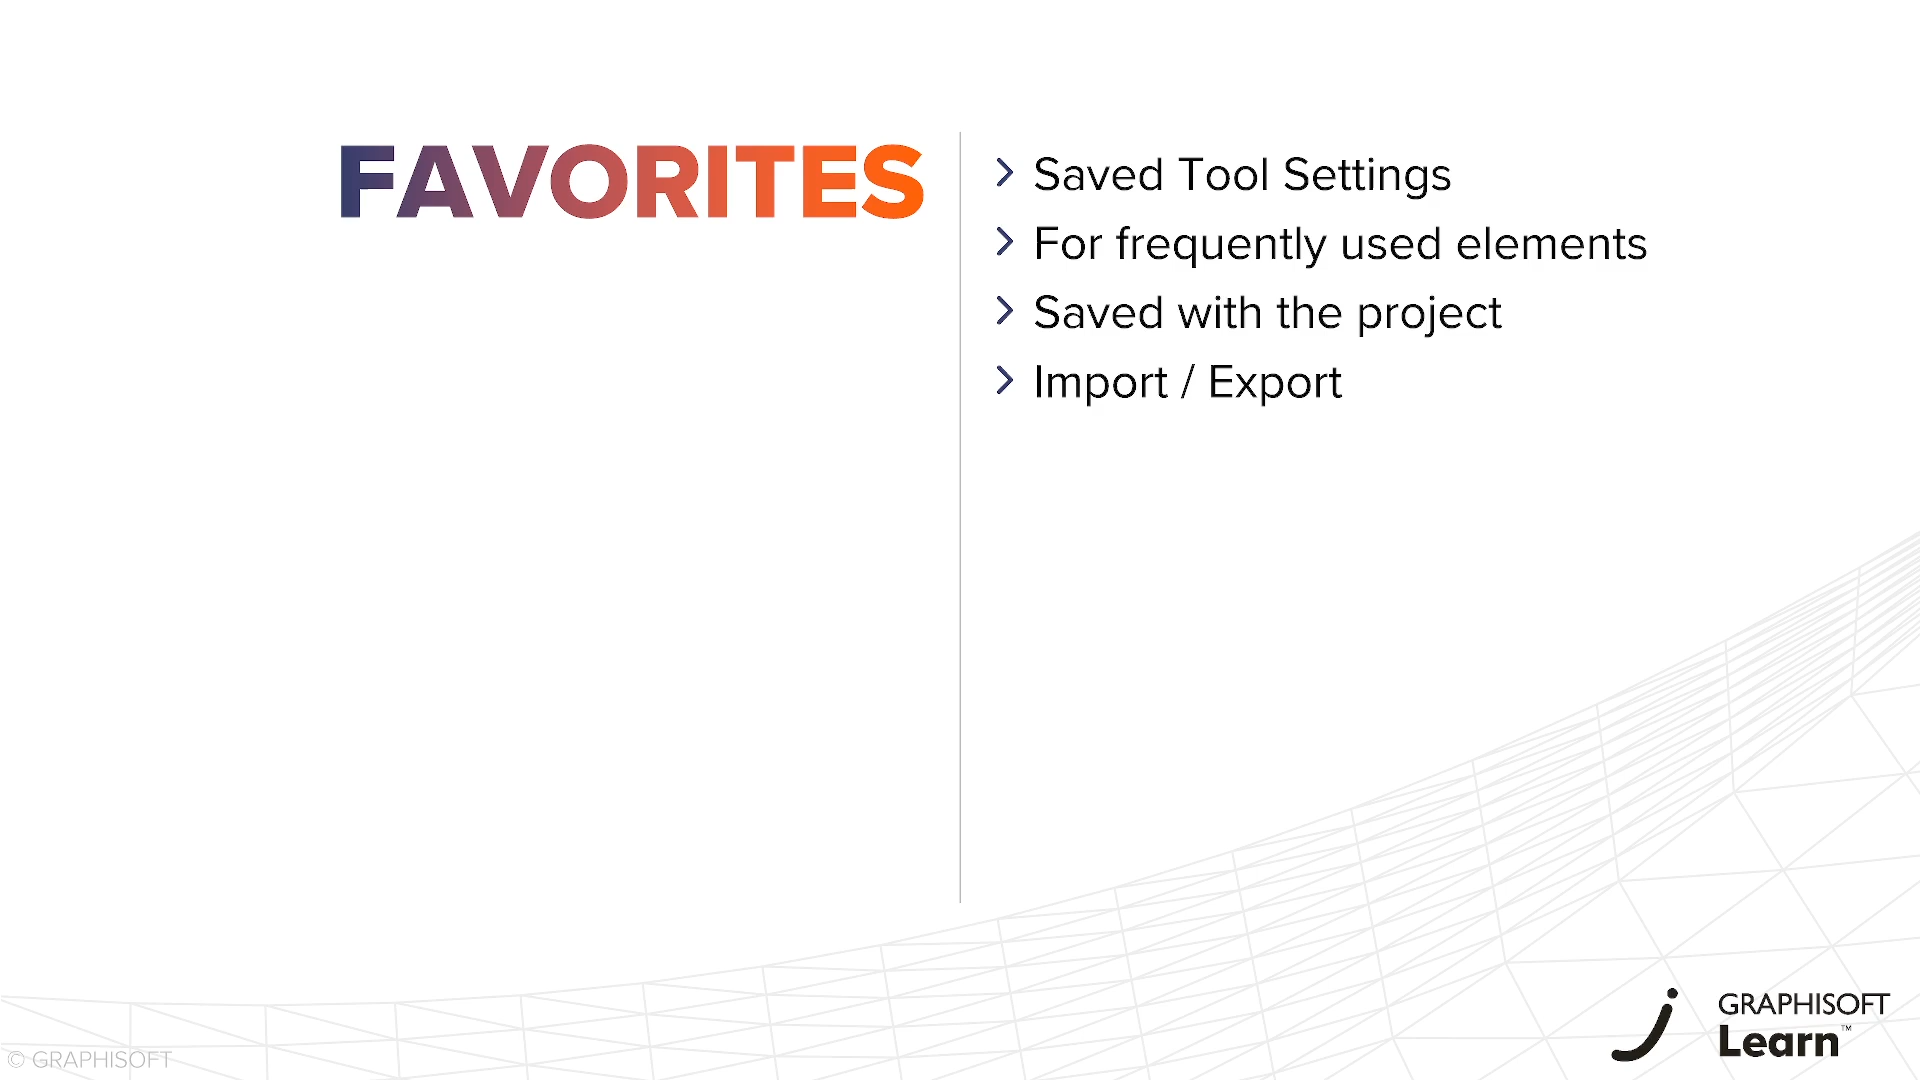 FAVORITES
Saved Tool Settings
For frequently used elements
Saved with the project
Import / Export
© GRAPHISOFT
GRAPHISOFT
Learn™